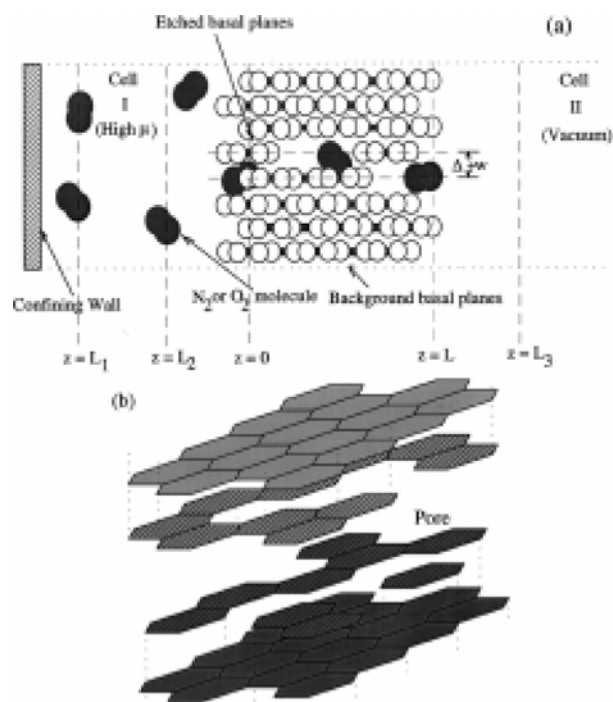 Etched basal planes
(a)
Cell
I
(High μ)
Cell
II
(Vacuum)
Δ w
Confining Wall
N2 or O2 molecule
Background basal planes
z = L1
z = L2
z=0
z = L
z = L3
(b)
Pore